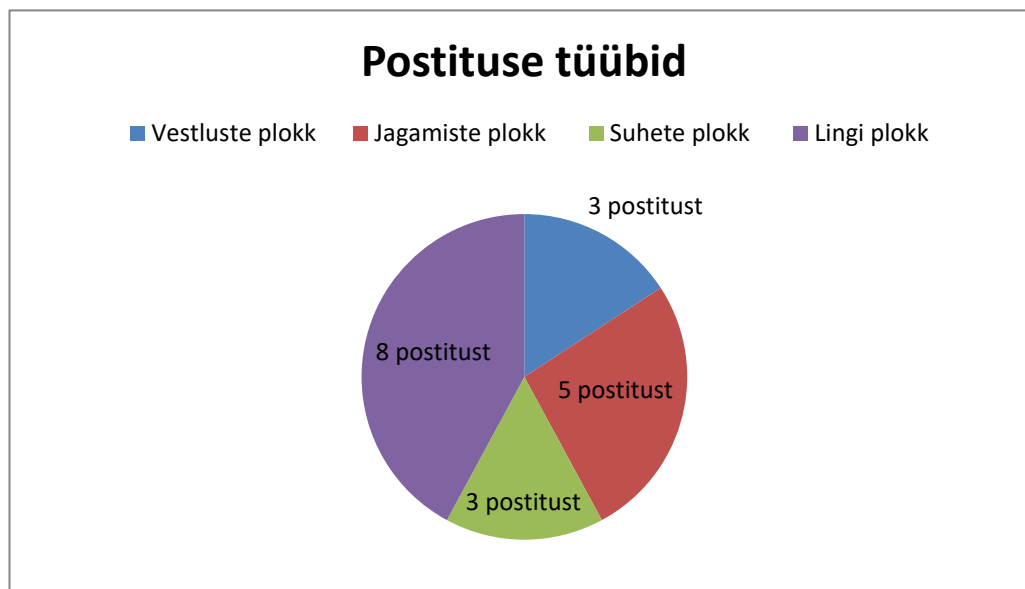 Postituse tüübid
Vestluste plokk Jagamiste plokk Suhete plokk Lingi plokk
3 postitust
8 postitust
5 postitust
3 postitust